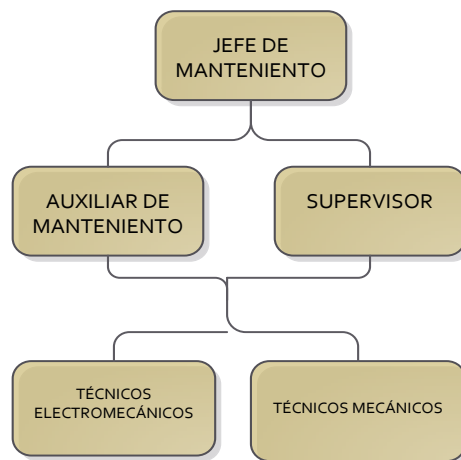 JEFE DE
MANTENIENTO
AUXILIAR DE
MANTENIENTO
SUPERVISOR
TÉCNICOS
ELECTROMECÁNICOS
TÉCNICOS MECÁNICOS